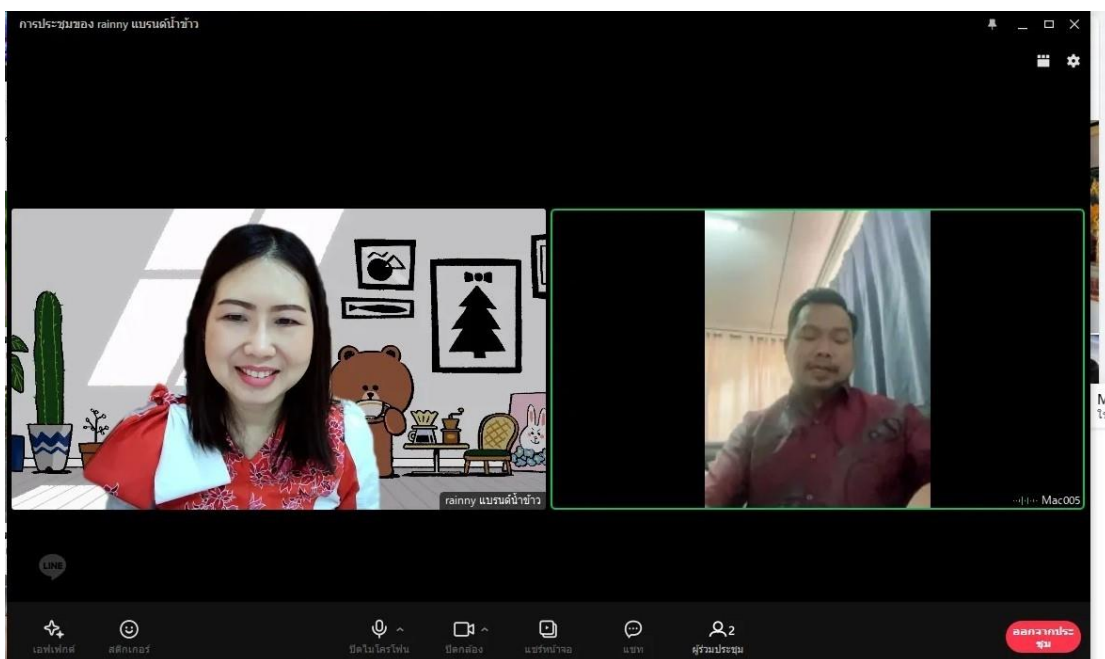 การประชุมของ rainny แบรนด์น้ำข้าว
rainny แบรนด์น้ำข้าว
Mac005
LINE
เอฟเฟกต์
สติกเกอร์
ปิดไมโครโฟน
ปิดกล้อง
แชร์หน้าจอ
แชท
2
ผู้ร่วมประชุม
ออกจากประ
ชุม